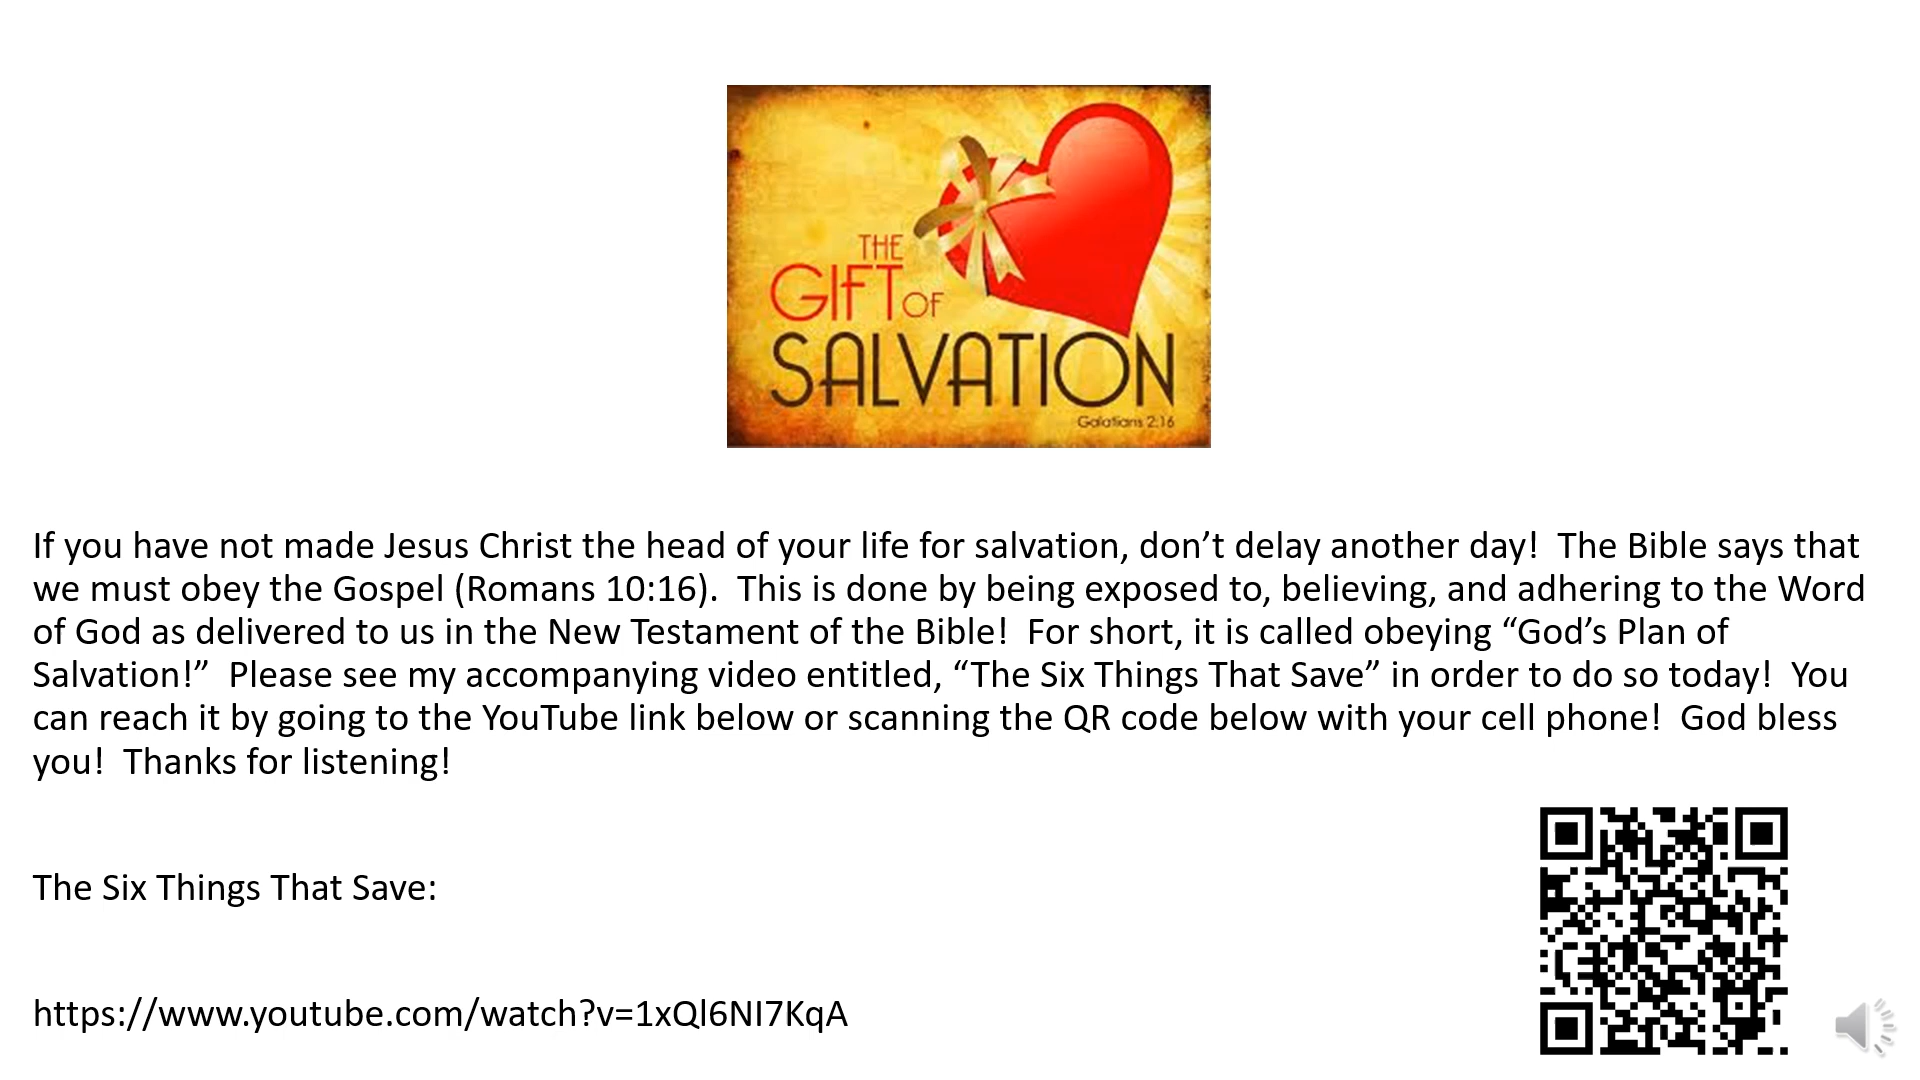 THE
GIFT OF
SALVATION
Galatians 2:16
If you have not made Jesus Christ the head of your life for salvation, don’t delay another day!  The Bible says that
we must obey the Gospel (Romans 10:16).  This is done by being exposed to, believing, and adhering to the Word
of God as delivered to us in the New Testament of the Bible!  For short, it is called obeying “God’s Plan of
Salvation!”  Please see my accompanying video entitled, “The Six Things That Save” in order to do so today!  You
can reach it by going to the YouTube link below or scanning the QR code below with your cell phone!  God bless
you!  Thanks for listening!
The Six Things That Save:
https://www.youtube.com/watch?v=1xQl6NI7KqA